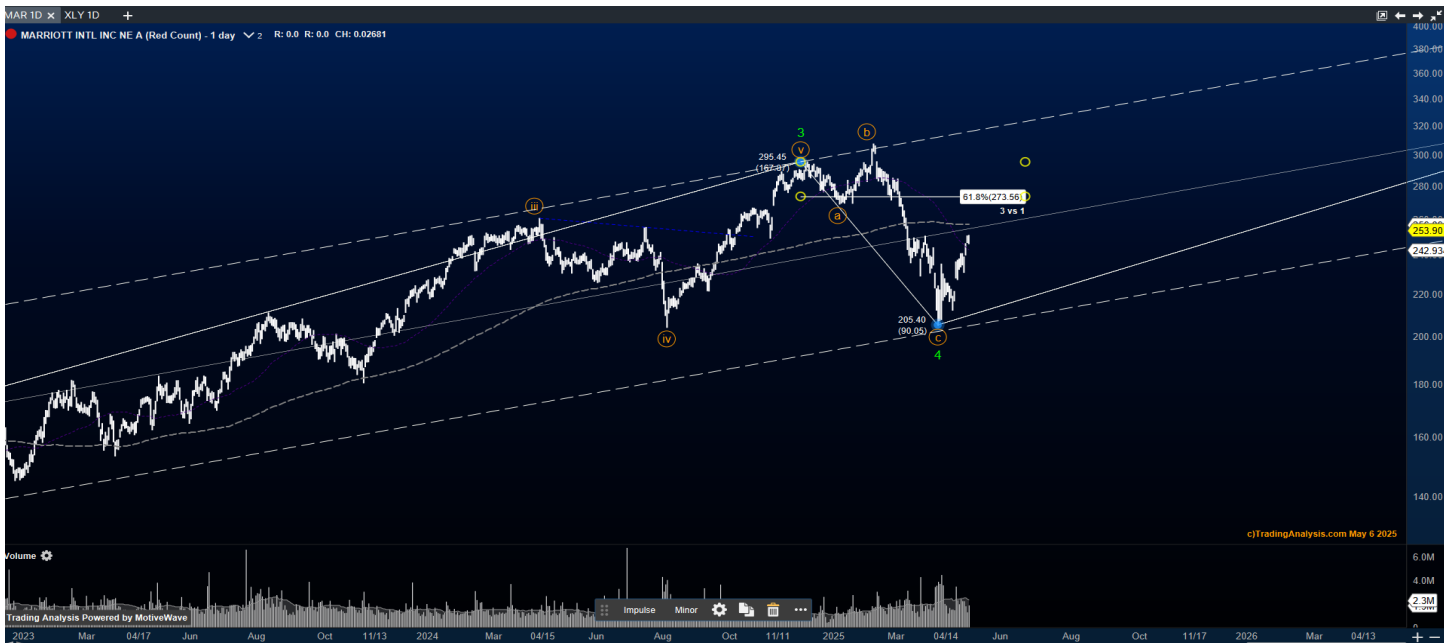 MAR 1D × XLY 1D +
MARRIOTT INTL INC NE A (Red Count) - 1 day 2 R: 0.0 R: 0.0 CH: 0.02681
400.00
380.00
360.00
340.00
320.00
300.00
280.00
253.90
242.93
220.00
200.00
180.00
160.00
140.00
3
v
b
295.45
(167.87)
iii
a
61.8%(273.56)
3 vs 1
205.40
(90.05)
iv
c
4
c)TradingAnalysis.com May 6 2025
Volume
6.0M
4.0M
2.3M
0
Impulse Minor
Trading Analysis Powered by MotiveWave
2023 Mar 04/17 Jun Aug Oct 11/13 2024 Mar 04/15 Jun Aug Oct 11/11 2025 Mar 04/14 Jun Aug Oct 11/17 2026 Mar 04/13